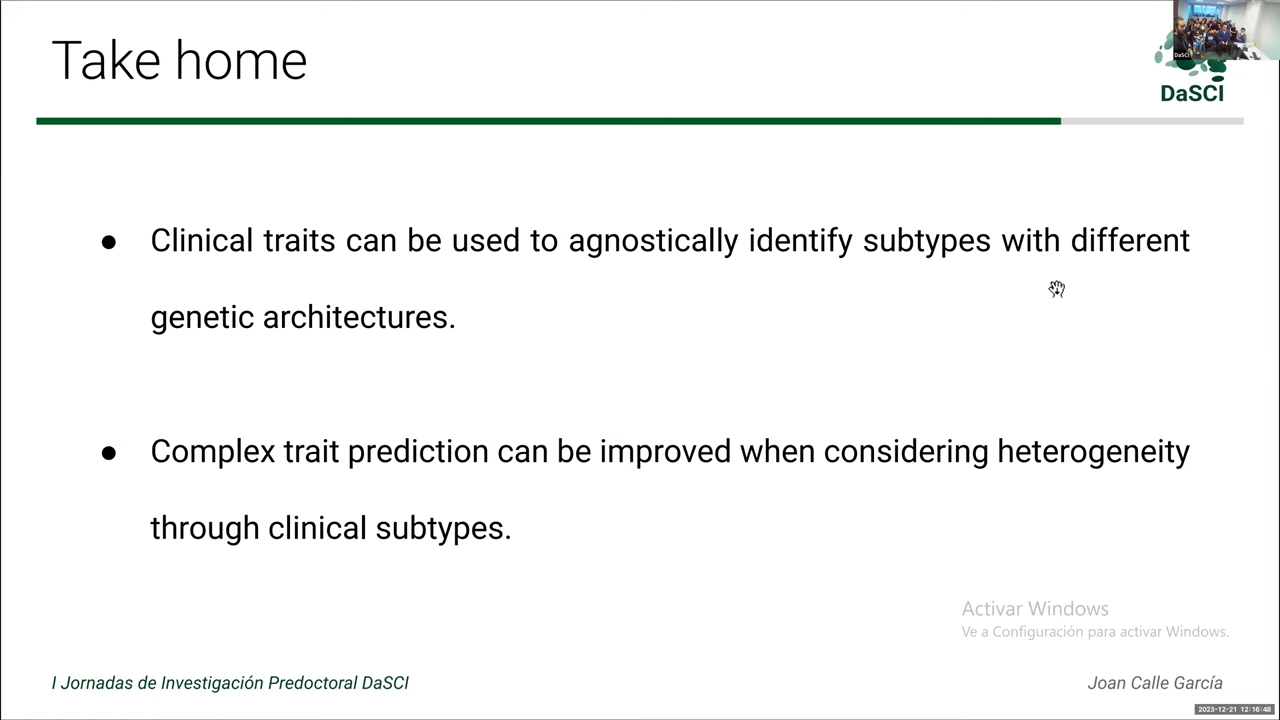 Take home
DaSCI
DaSCI
● Clinical traits can be used to agnostically identify subtypes with different
genetic architectures.
● Complex trait prediction can be improved when considering heterogeneity
through clinical subtypes.
Activar Windows
Ve a Configuración para activar Windows.
I Jornadas de Investigación Predoctoral DaSCI
Joan Calle García
2023-12-21 12:16:48